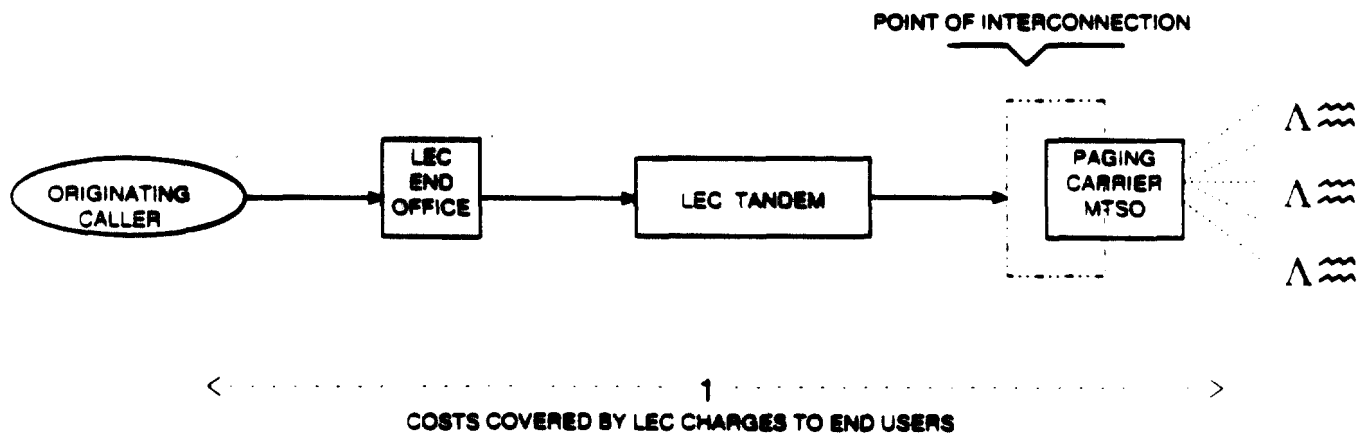 POINT OF INTERCONNECTION
ORIGINATING
CALLER
LEC
END
OFFICE
LEC TANDEM
PAGING
CARRIER
MTSO
1
COSTS COVERED BY LEC CHARGES TO END USERS